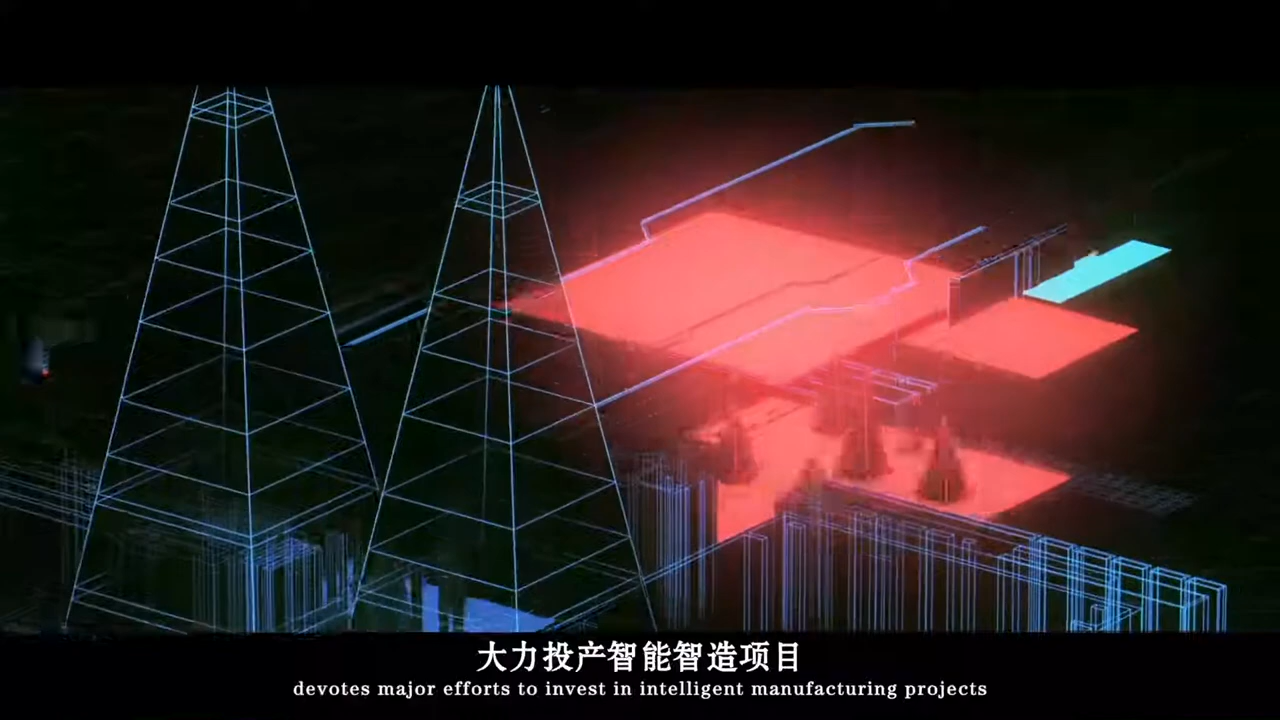 大力投产智能智造项目
devotes major efforts to invest in intelligent manufacturing projects